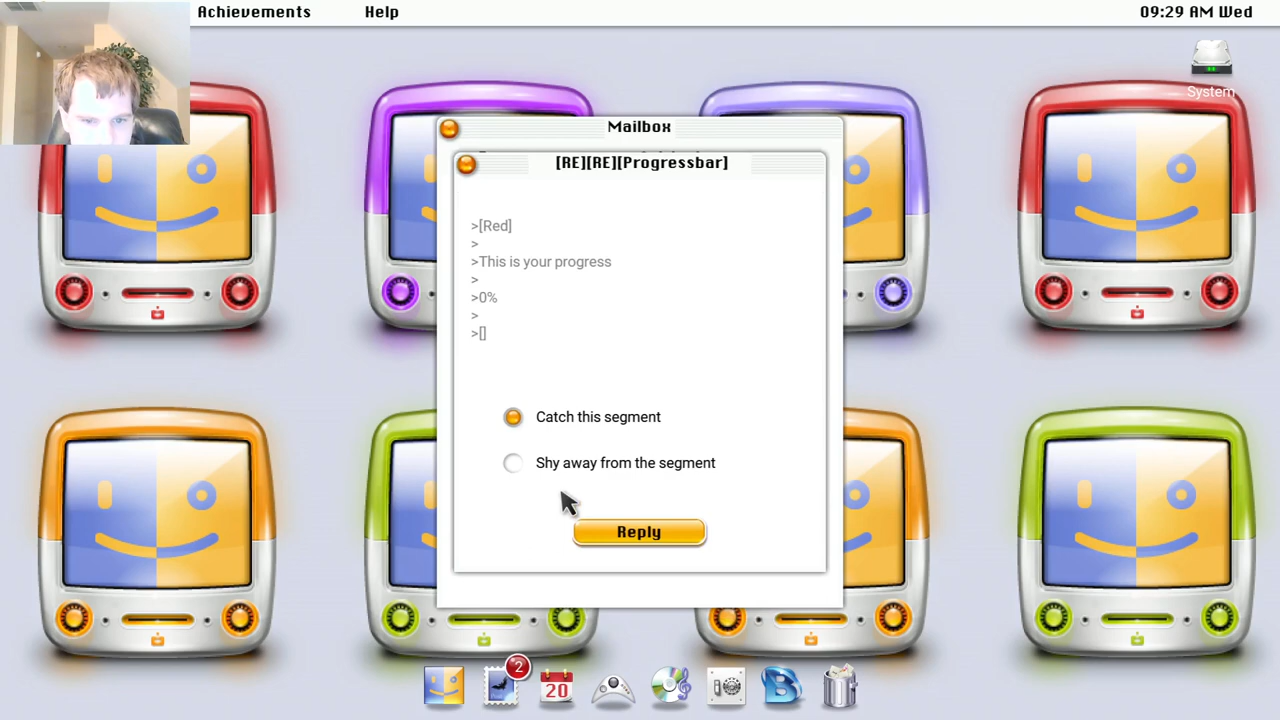 Achievements Help 09:29 AM Wed
System
Mailbox
[RE][RE][Progressbar]
>[Red]
>
>This is your progress
>
>0%
>
>[]
Catch this segment
Shy away from the segment
Reply
2
20
B